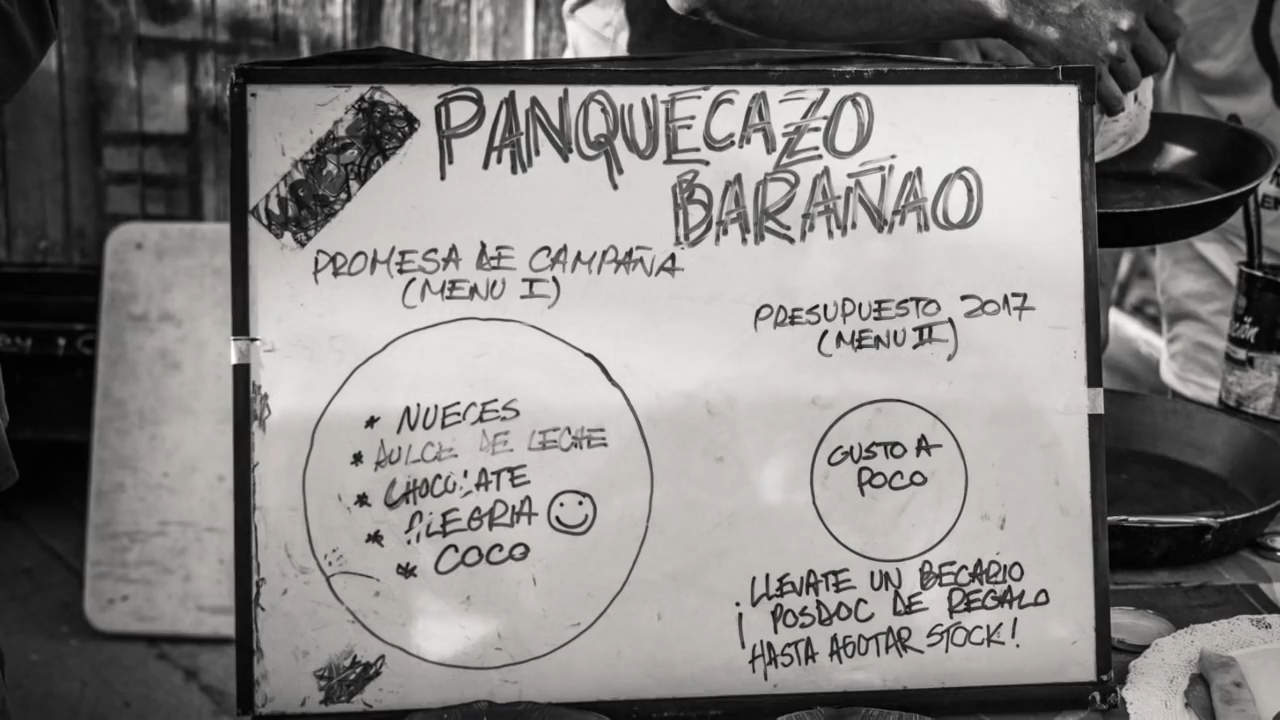 PANQUECAZO
BARAÑAO
PROMESA DE CAMPAÑA
(MENU I)
* NUECES
* DULCE DE LECHE
* CHOCOLATE
* ALEGRIA
* COCO
PRESUPUESTO 2017
(MENU II)
GUSTO A
POCO
¡LLEVATE UN BECARIO
POSDOC DE REGALO
HASTA AGOTAR STOCK!